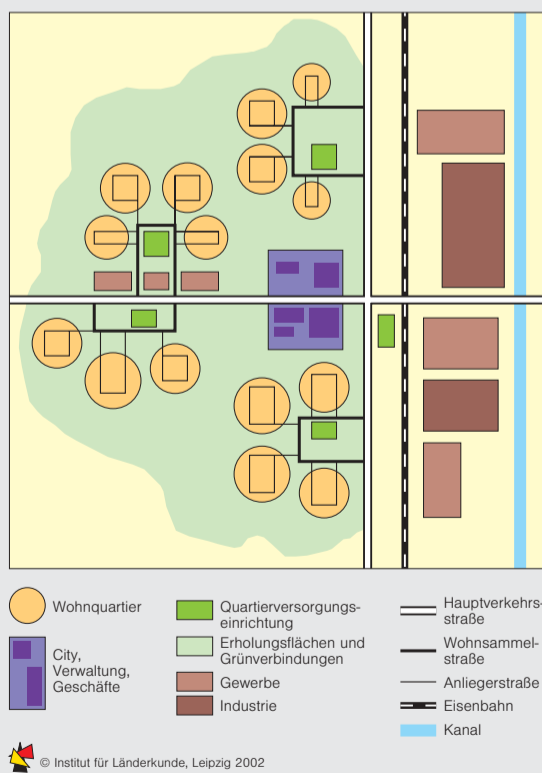 Wohnquartier
City,
Verwaltung,
Geschäfte
Quartierversorgungs-
einrichtung
Erholungsflächen und
Grünverbindungen
Gewerbe
Industrie
Hauptverkehrs-
straße
Wohnsammel-
straße
Anliegerstraße
Eisenbahn
Kanal
© Institut für Länderkunde, Leipzig 2002